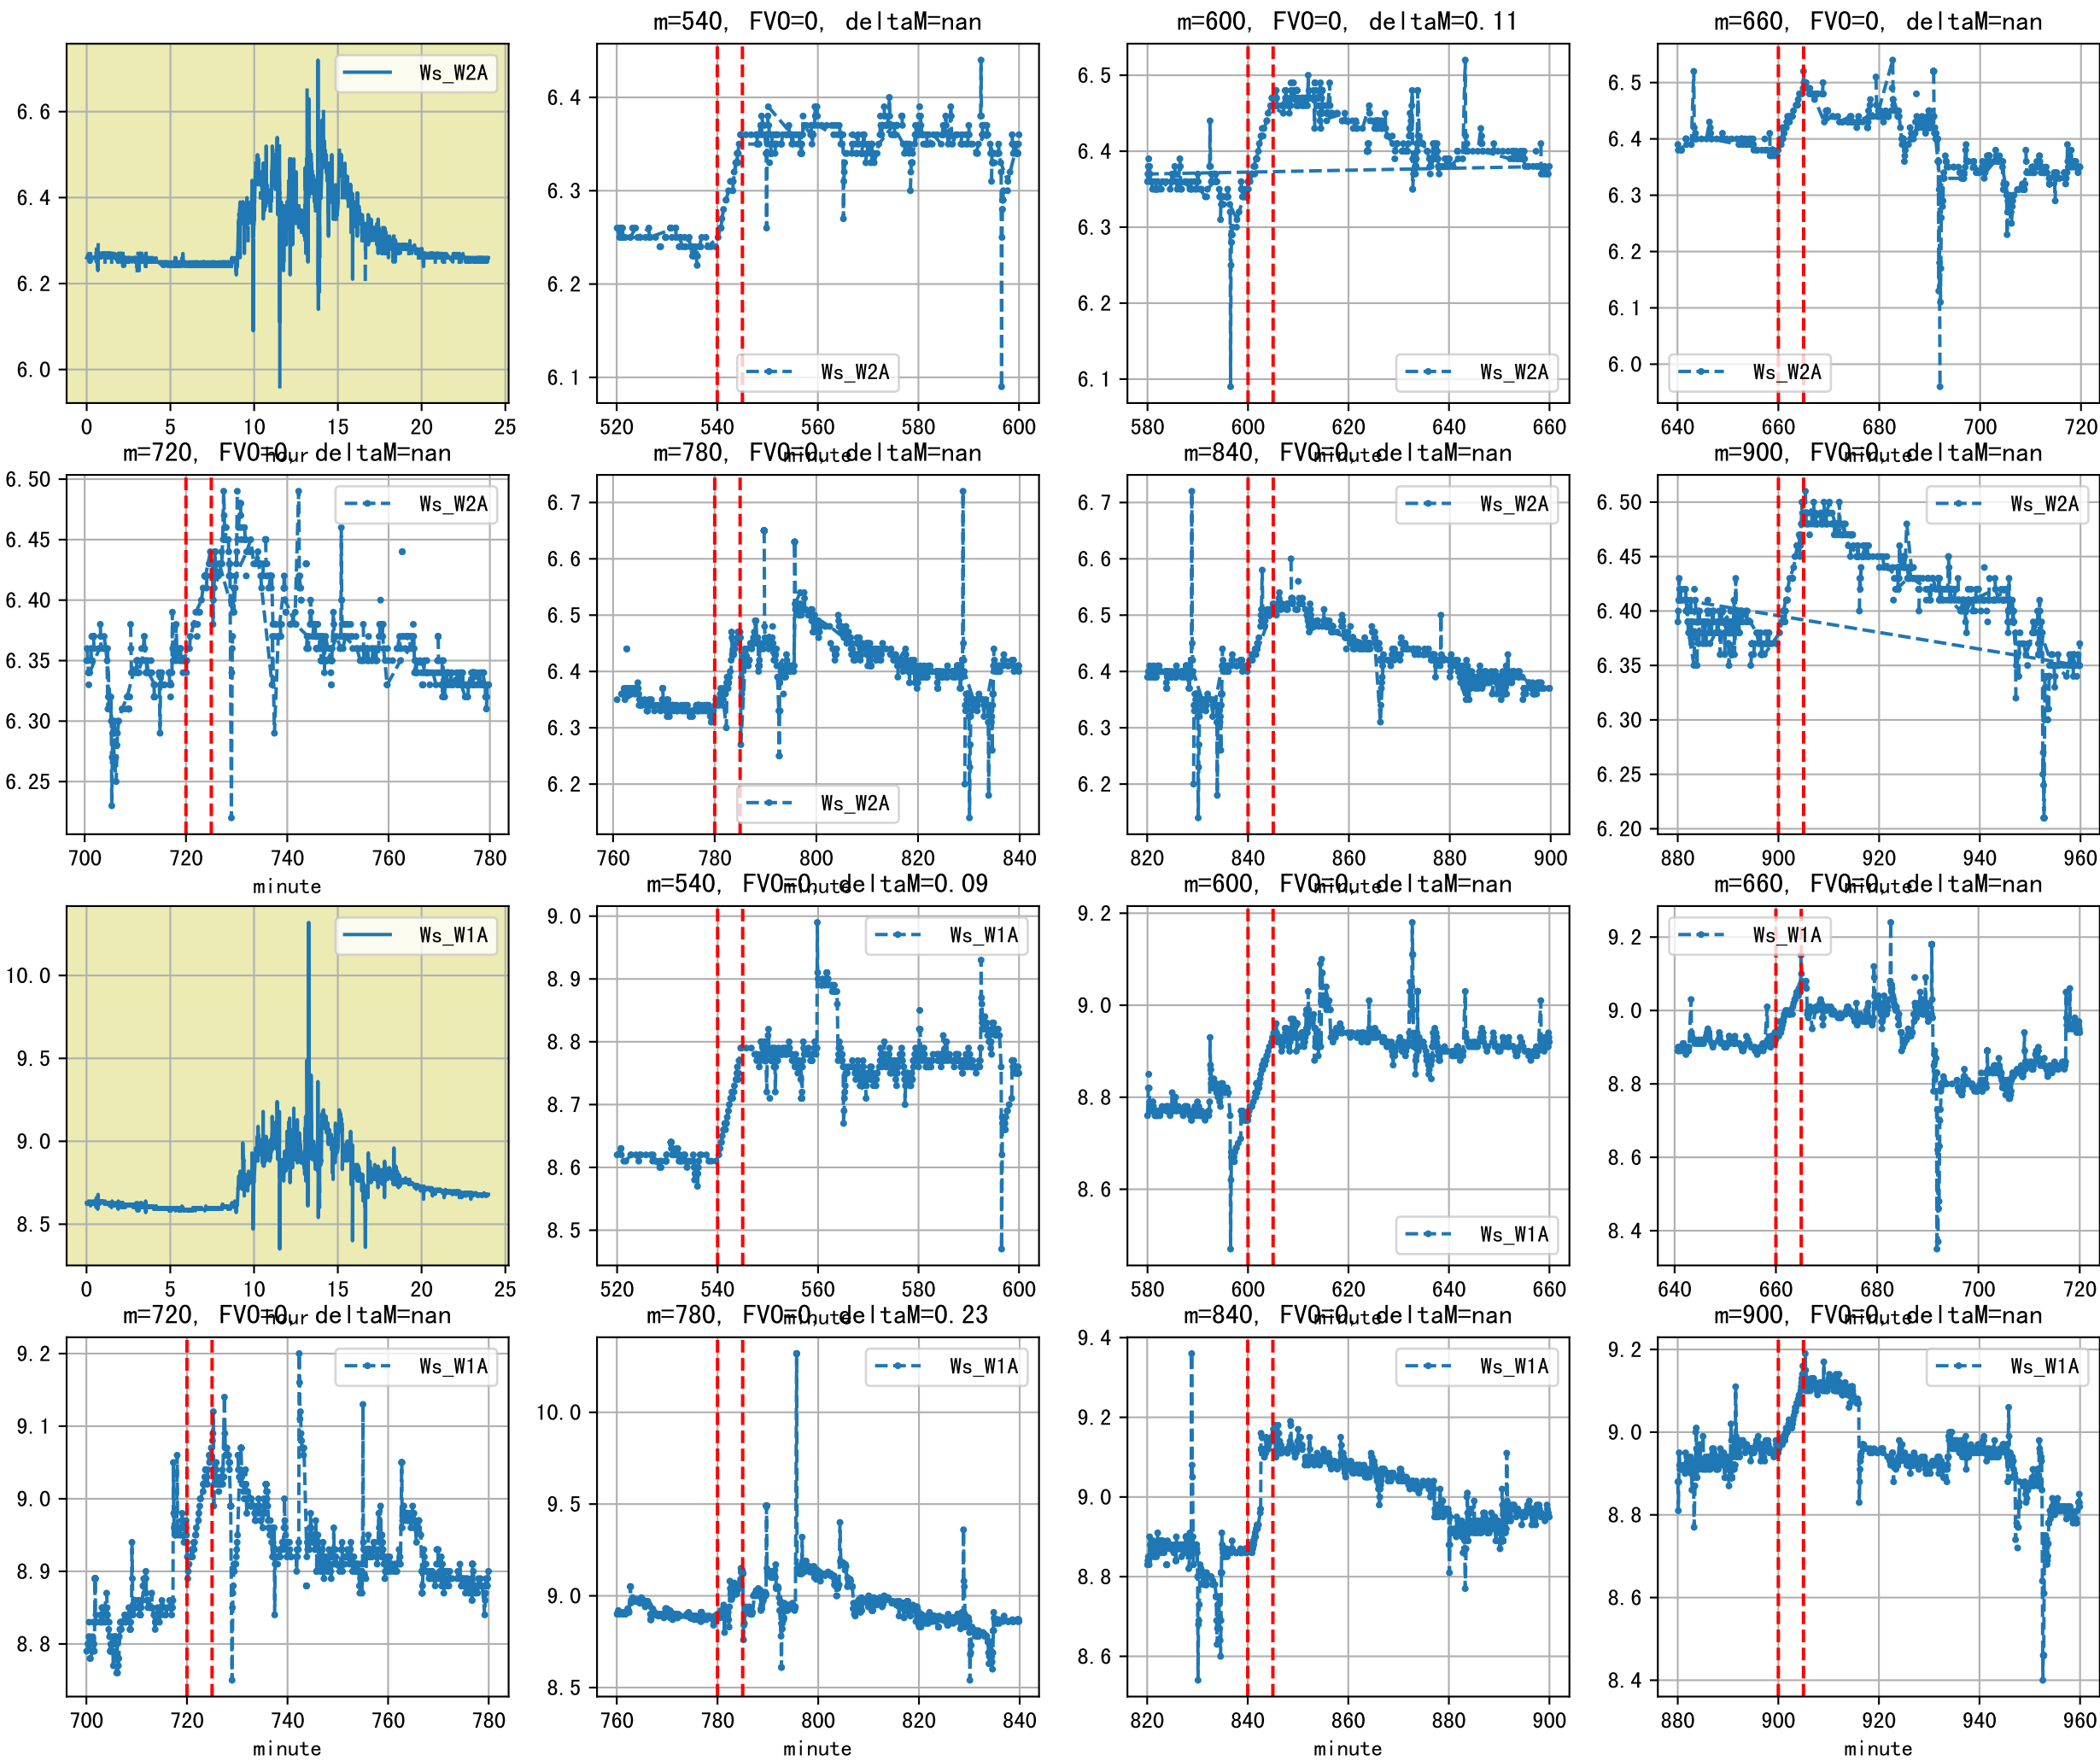 m=540, FVO=0, deltaM=nan
m=600, FVO=0, deltaM=0.11
m=660, FVO=0, deltaM=nan
Ws_W2A
6.6
6.4
6.2
6.0
0 5 10 15 20 25
hour
Ws_W2A
6.4
6.3
6.2
6.1
520 540 560 580 600
minute
Ws_W2A
6.5
6.4
6.3
6.2
6.1
580 600 620 640 660
minute
Ws_W2A
6.5
6.4
6.3
6.2
6.1
6.0
640 660 680 700 720
minute
m=720, FVO=0, deltaM=nan
m=780, FVO=0, deltaM=nan
m=840, FVO=0, deltaM=nan
m=900, FVO=0, deltaM=nan
Ws_W2A
6.50
6.45
6.40
6.35
6.30
6.25
700 720 740 760 780
minute
Ws_W2A
6.7
6.6
6.5
6.4
6.3
6.2
760 780 800 820 840
minute
Ws_W2A
6.7
6.6
6.5
6.4
6.3
6.2
820 840 860 880 900
minute
Ws_W2A
6.50
6.45
6.40
6.35
6.30
6.25
6.20
880 900 920 940 960
minute
m=540, FVO=0, deltaM=0.09
m=600, FVO=0, deltaM=nan
m=660, FVO=0, deltaM=nan
Ws_W1A
10.0
9.5
9.0
8.5
0 5 10 15 20 25
hour
Ws_W1A
9.0
8.9
8.8
8.7
8.6
8.5
520 540 560 580 600
minute
Ws_W1A
9.2
9.0
8.8
8.6
580 600 620 640 660
minute
Ws_W1A
9.2
9.0
8.8
8.6
8.4
640 660 680 700 720
minute
m=720, FVO=0, deltaM=nan
m=780, FVO=0, deltaM=0.23
m=840, FVO=0, deltaM=nan
m=900, FVO=0, deltaM=nan
Ws_W1A
9.2
9.1
9.0
8.9
8.8
700 720 740 760 780
minute
Ws_W1A
10.0
9.5
9.0
8.5
760 780 800 820 840
minute
Ws_W1A
9.4
9.2
9.0
8.8
8.6
820 840 860 880 900
minute
Ws_W1A
9.2
9.0
8.8
8.6
8.4
880 900 920 940 960
minute